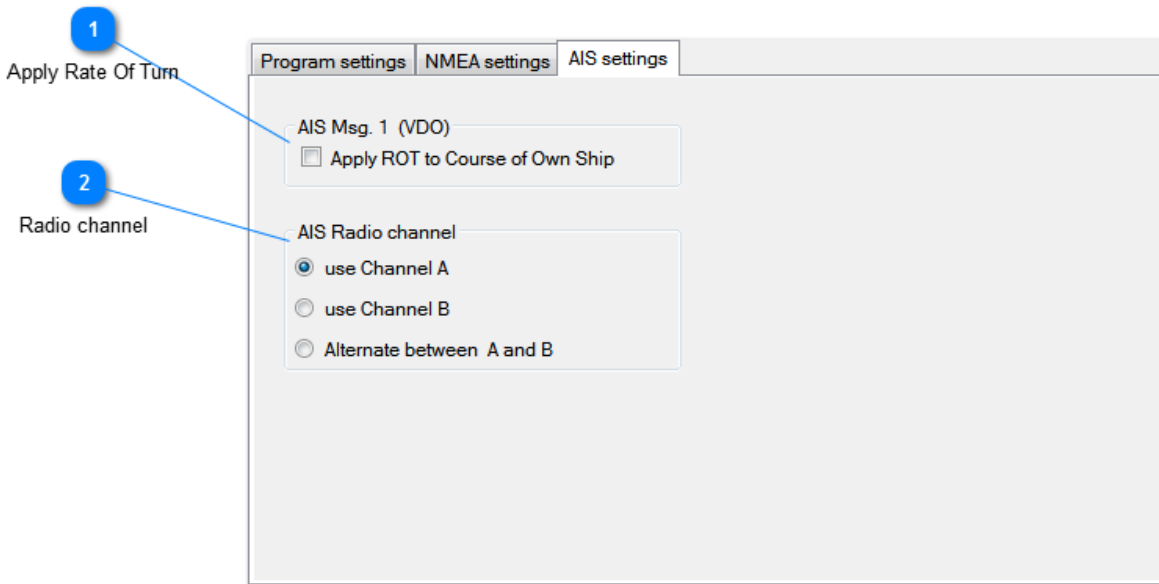 1
Apply Rate Of Turn
2
Radio channel
Program settings
NMEA settings
AIS settings
AIS Msg. 1 (VDO)
Apply ROT to Course of Own Ship
AIS Radio channel
use Channel A
use Channel B
Alternate between A and B